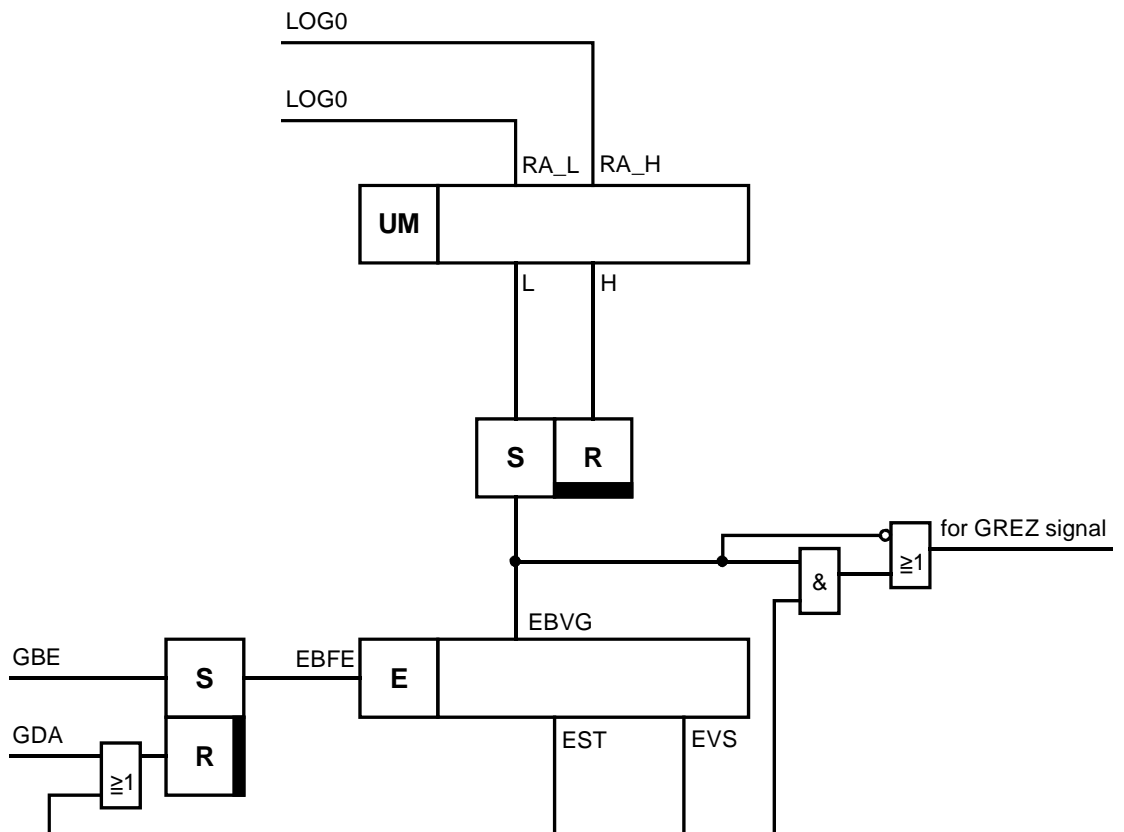 LOG0
LOG0
RA_L RA_H
UM
L H
S R
for GREZ signal
≧1
&
EBVG
GBE S EBFE E
GDA R EST EVS
≧1